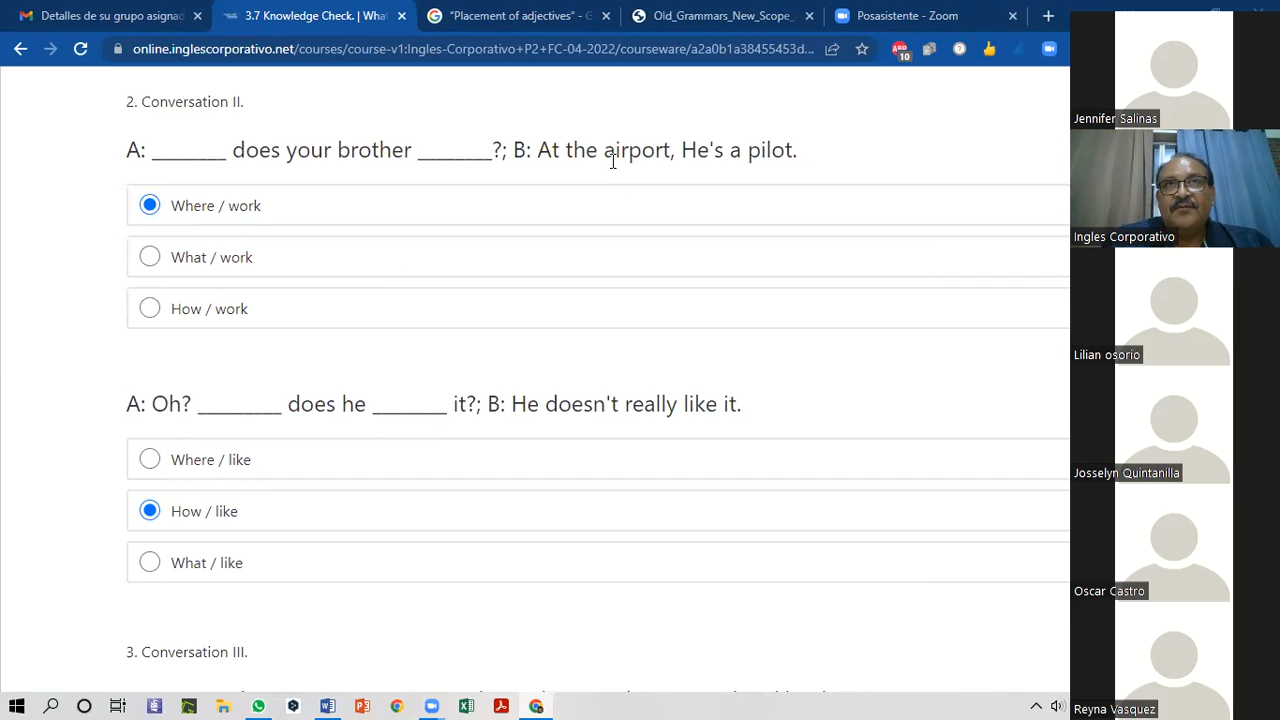 Detalles de su grupo asignad
3.7 Knowledge Check. | What
"Placement of adjectives" - G
Old_Grammars_New_Scope_
Posasistente - Zoom
online.inglescorporativo.net/courses/course-v1:Ingles-Corporativo+P2+FC-04-2022/courseware/a2a0b1a38455453d...
10
2. Conversation II.
A: ________ does your brother ________?; B: At the airport, He's a pilot.
Where / work
What / work
How / work
A: Oh? _________ does he ________ it?; B: He doesn't really like it.
Where / like
How / like
What / like
3. Conversation III.
Jennifer Salinas
Ingles Corporativo
Lilian osorio
Josselyn Quintanilla
Oscar Castro
Reyna Vasquez